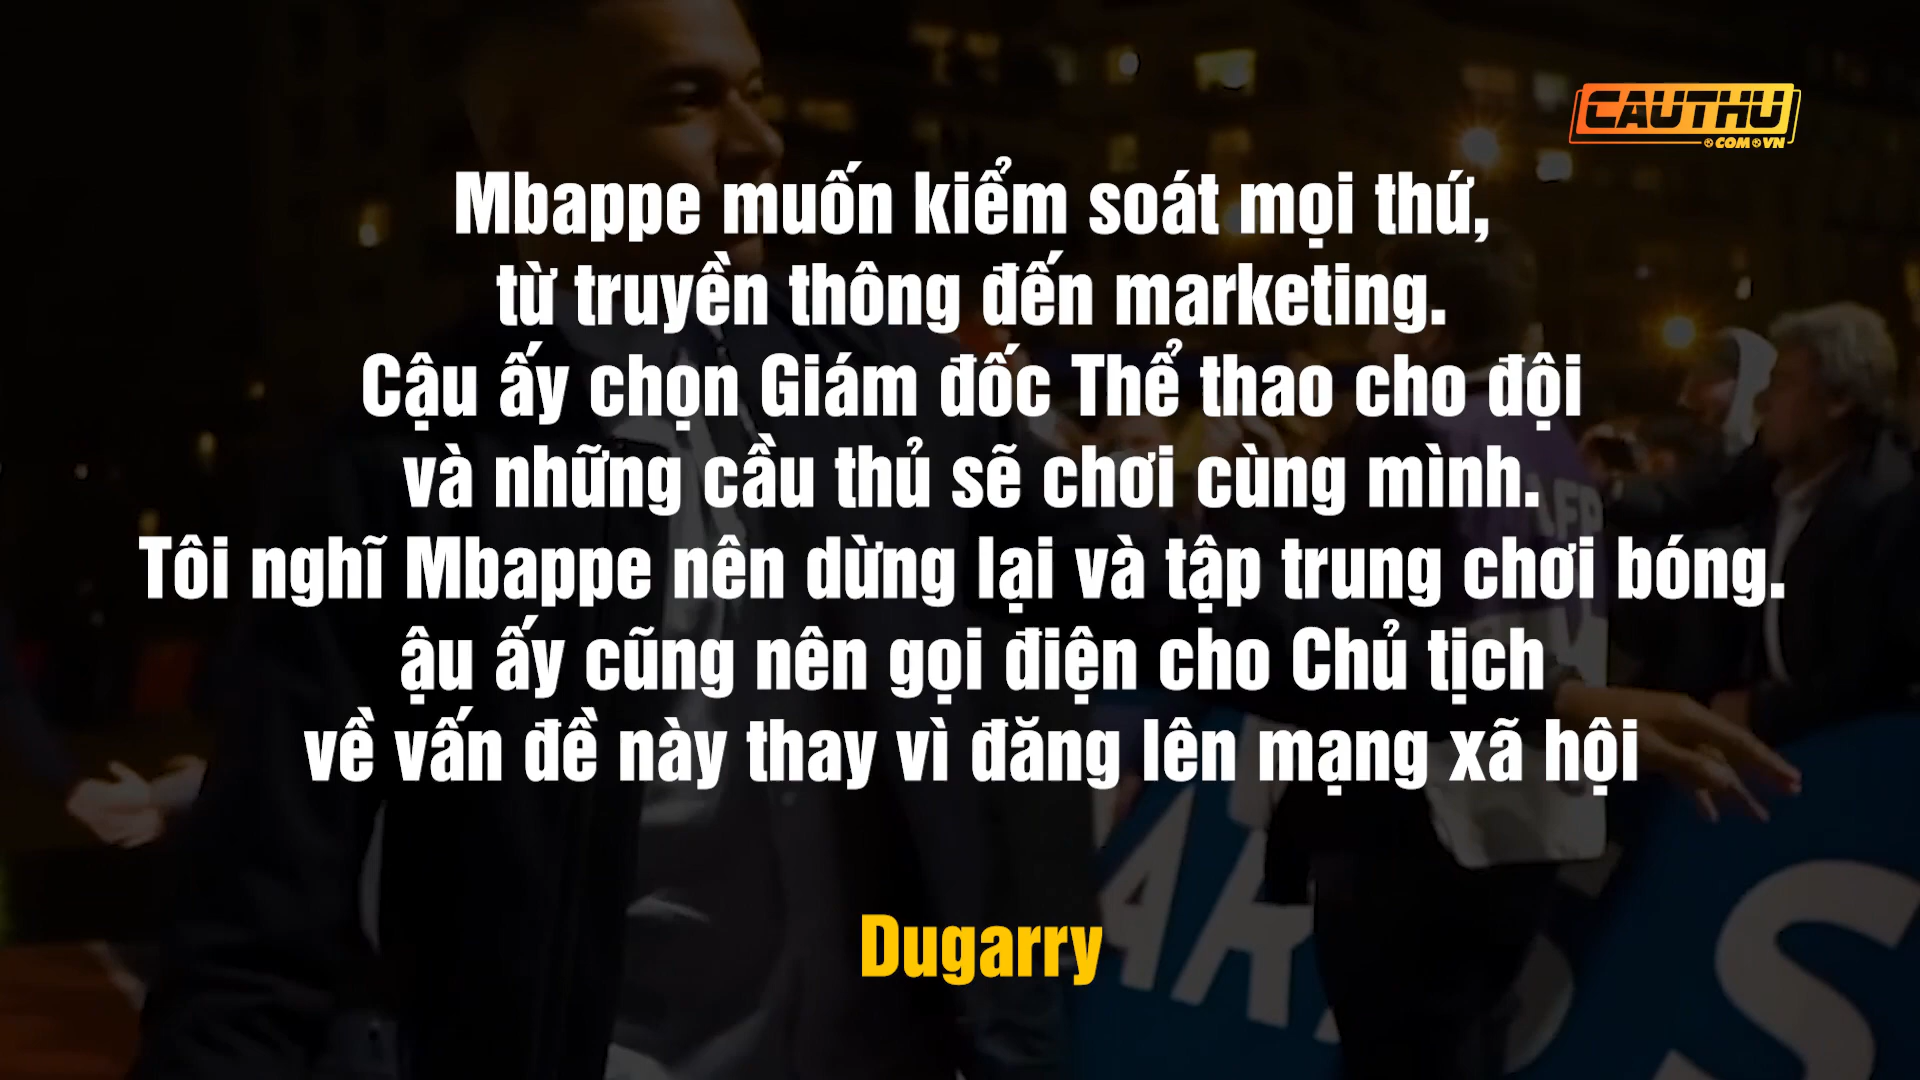 CAUTHU
.COM.VN
Mbappe muốn kiểm soát mọi thứ,
từ truyền thông đến marketing.
Cậu ấy chọn Giám đốc Thể thao cho đội
và những cầu thủ sẽ chơi cùng mình.
Tôi nghĩ Mbappe nên dừng lại và tập trung chơi bóng.
ậu ấy cũng nên gọi điện cho Chủ tịch
về vấn đề này thay vì đăng lên mạng xã hội
Dugarry